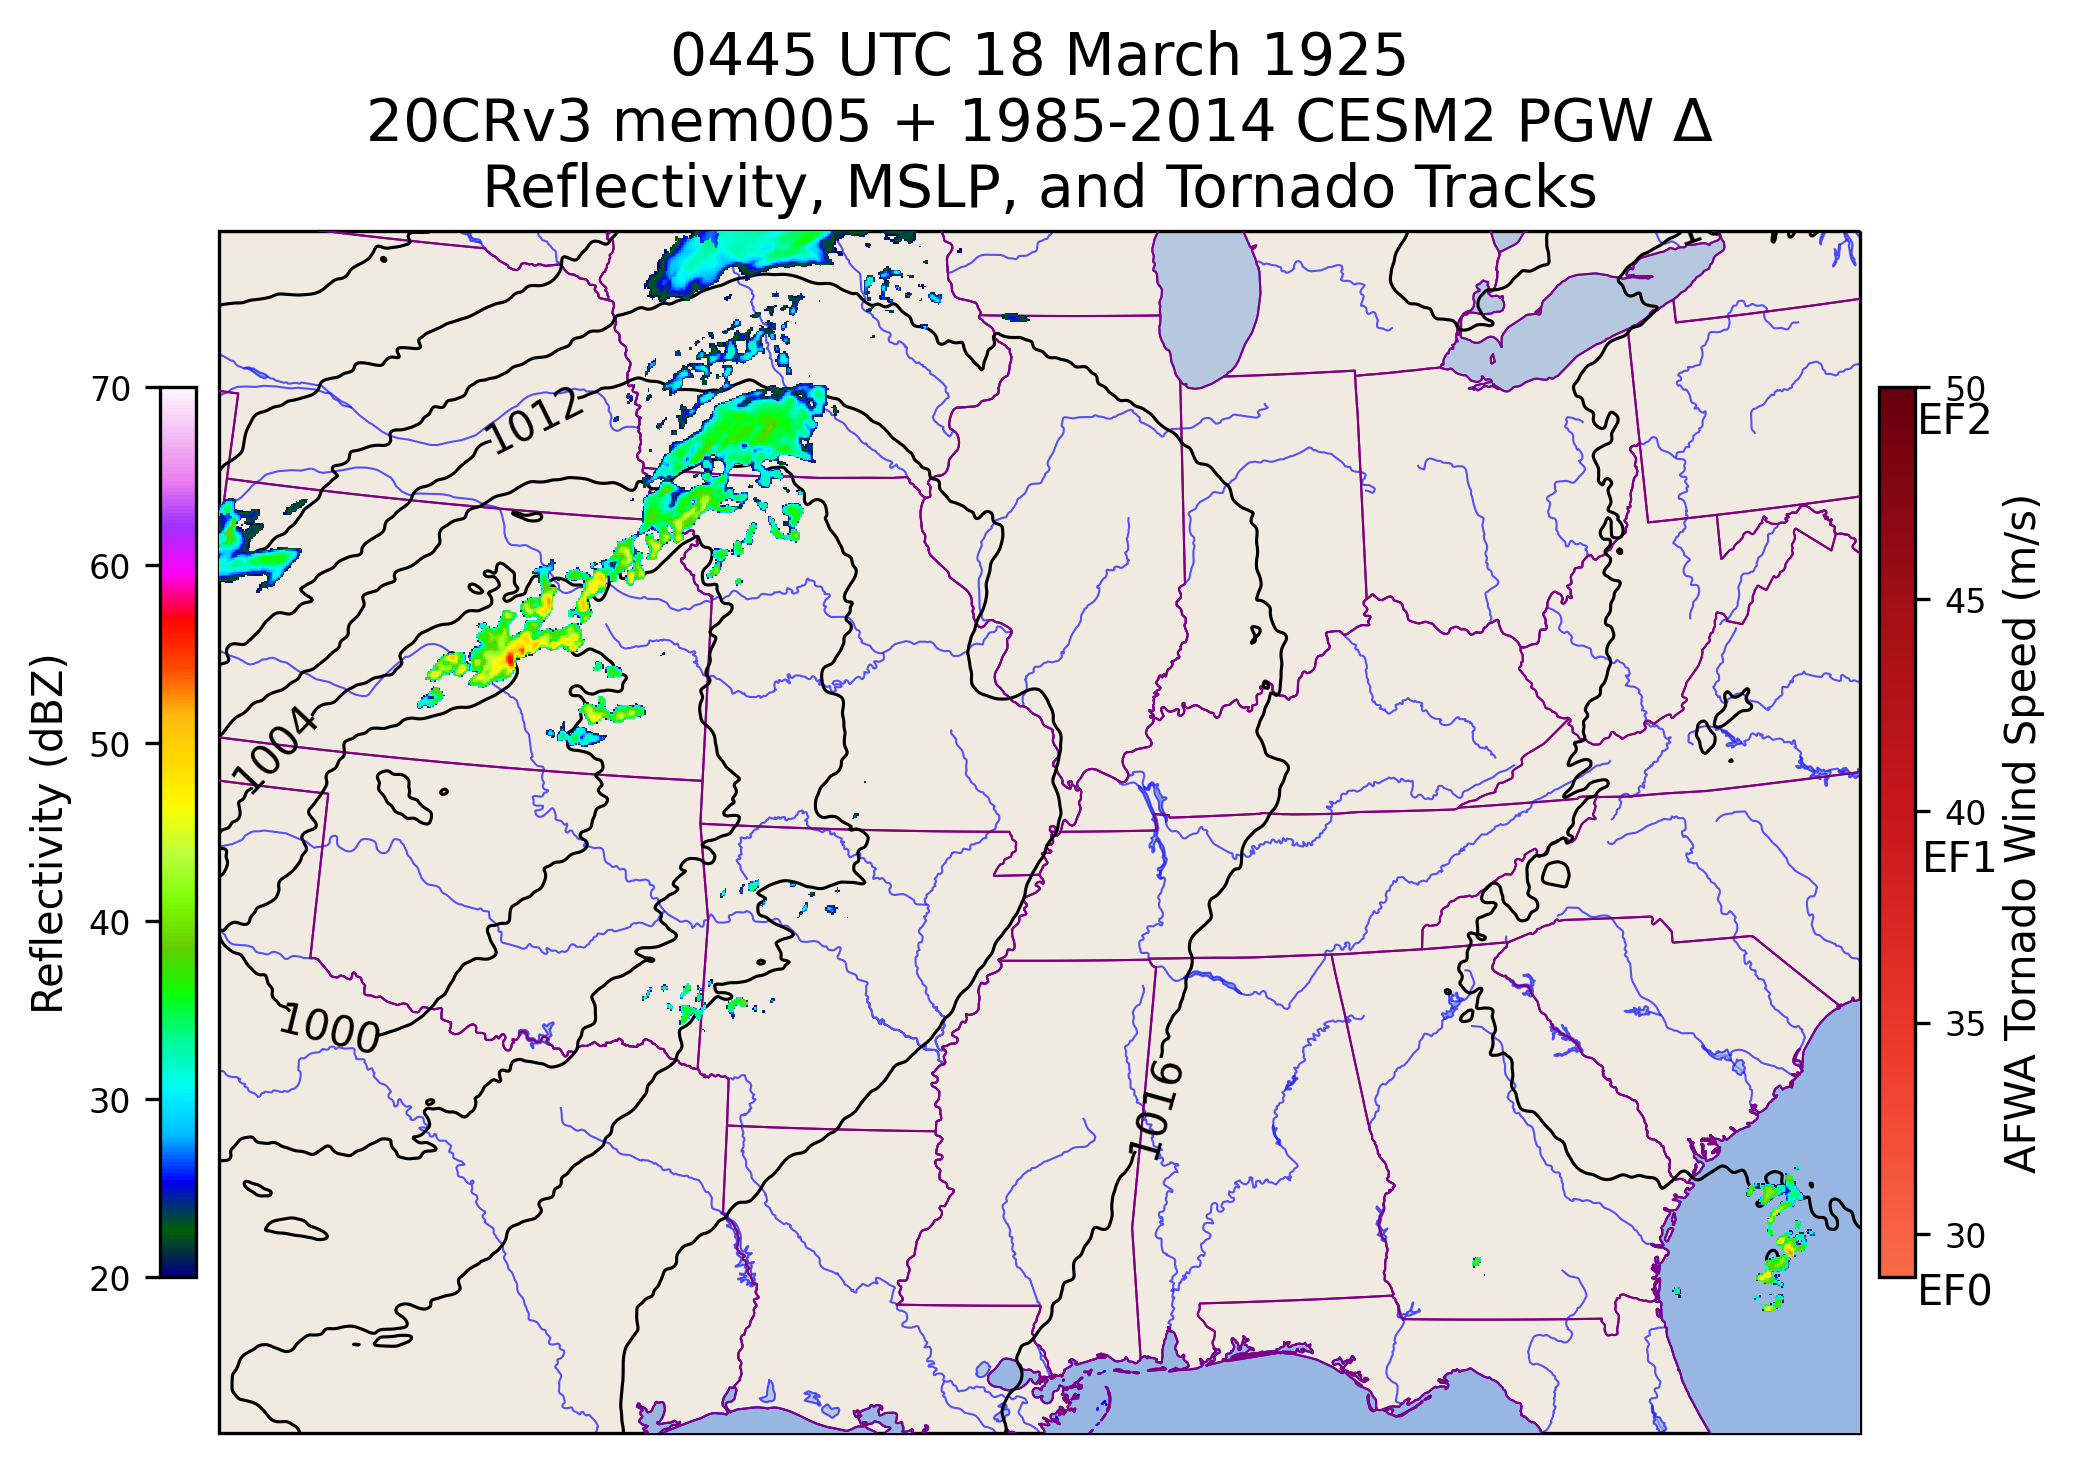 0445 UTC 18 March 1925
20CRv3 mem005 + 1985-2014 CESM2 PGW Δ
Reflectivity, MSLP, and Tornado Tracks
70
60
50
40
30
20
Reflectivity (dBZ)
1012
1004
1000
1016
50
EF2
45
40
EF1
35
30
EF0
AFWA Tornado Wind Speed (m/s)